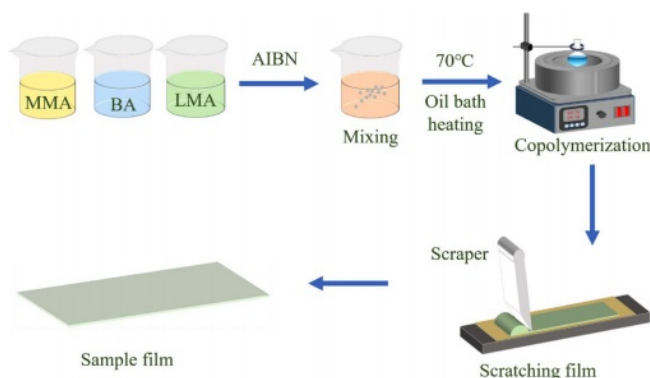 MMA
BA
LMA
AIBN
Mixing
70℃
Oil bath
heating
Copolymerization
Scraper
Scratching film
Sample film